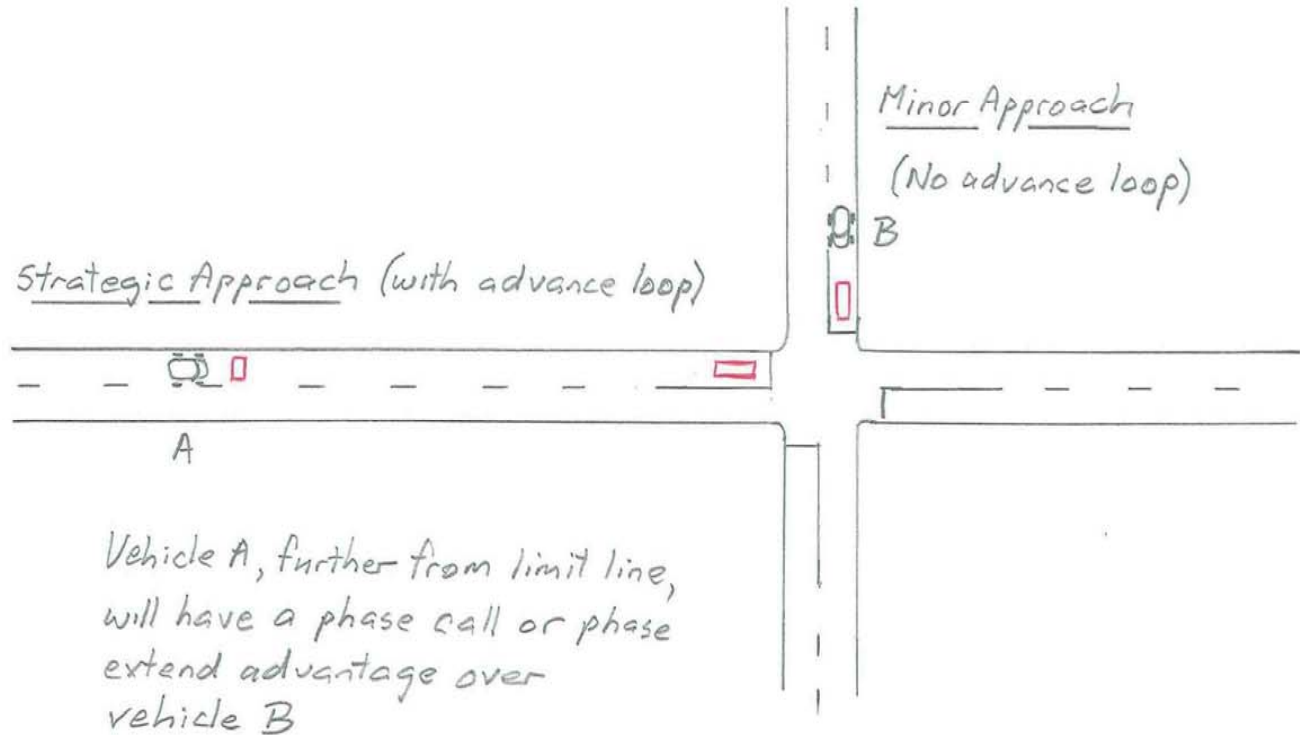 Minor Approach
(No advance loop)
B
Strategic Approach (with advance loop)
A
Vehicle A, further from limit line,
will have a phase call or phase
extend advantage over
vehicle B